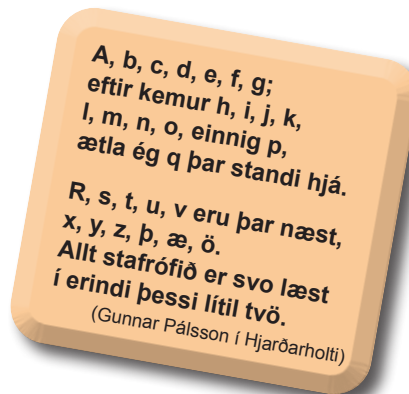 A, b, c, d, e, f, g;
eftir kemur h, i, j, k,
l, m, n, o, einnig p,
ætla ég q þar standi hjá.
R, s, t, u, v eru þar næst,
x, y, z, þ, æ, ö.
Allt stafrófið er svo læst
í erindi þessi lítil tvö.
(Gunnar Pálsson í Hjarðarholti)